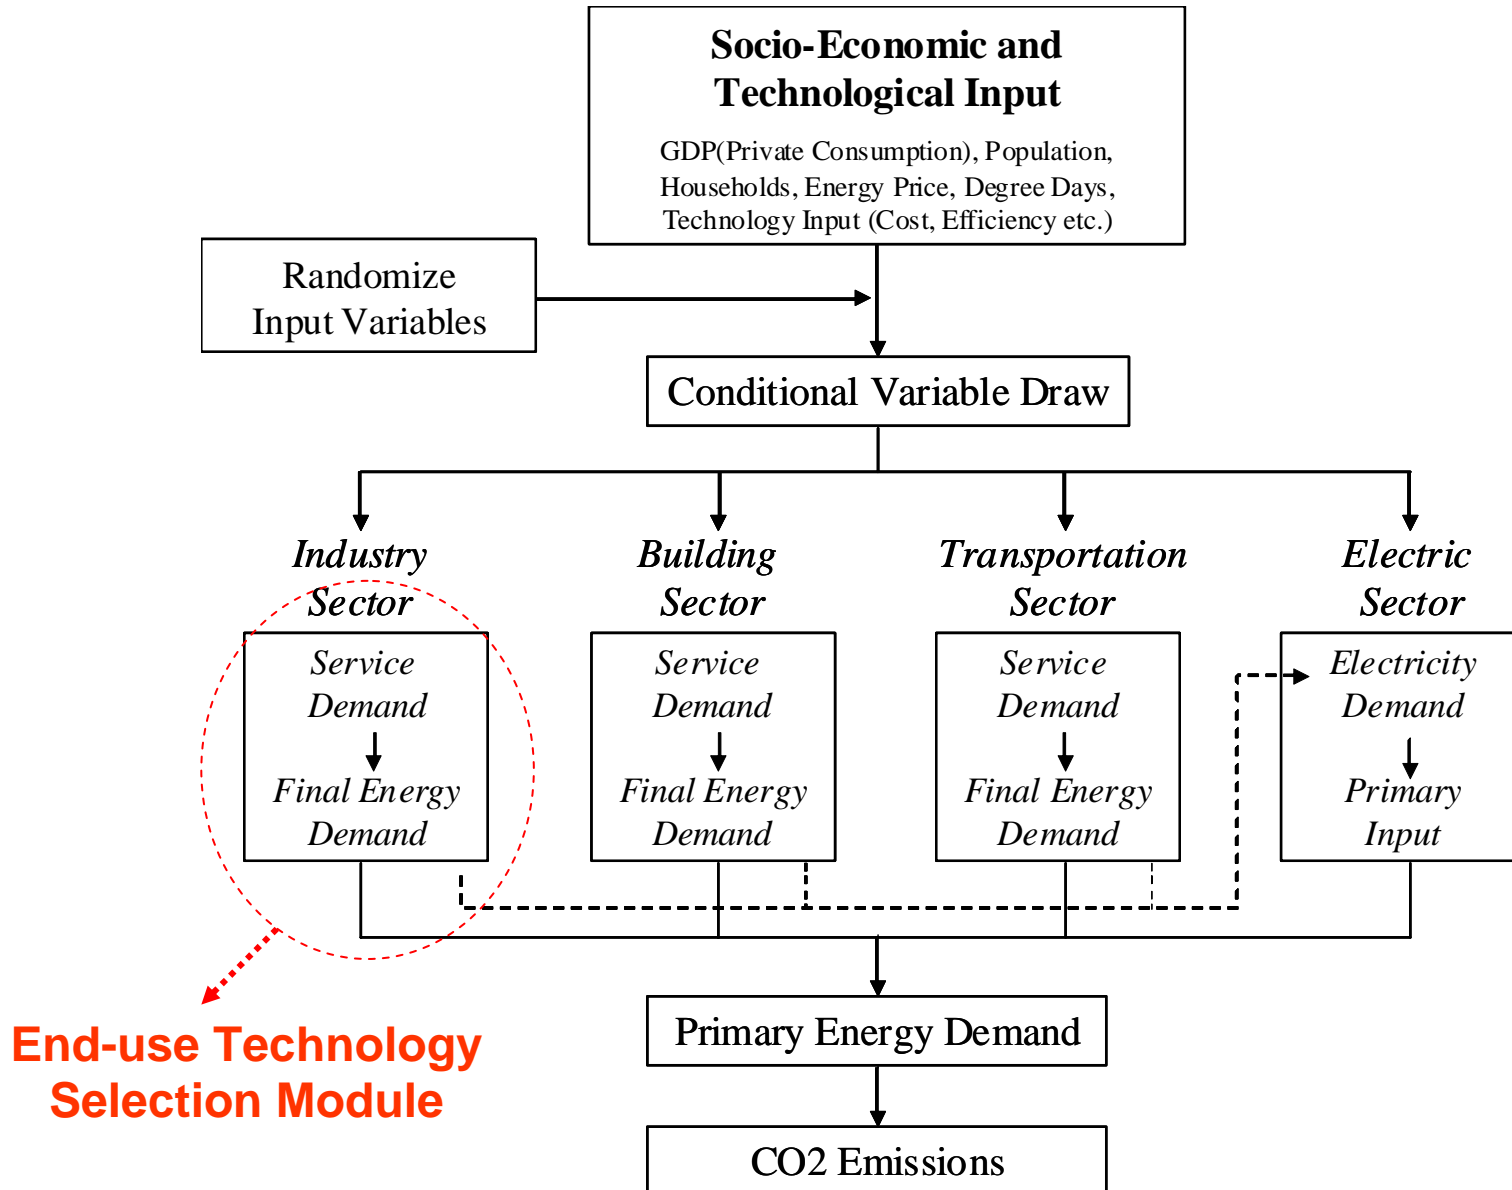 Socio-Economic and
Technological Input
GDP(Private Consumption), Population,
Households, Energy Price, Degree Days,
Technology Input (Cost, Efficiency etc.)
Randomize
Input Variables
Conditional Variable Draw
Industry
Sector
Building
Sector
Transportation
Sector
Electric
Sector
Service
Demand
Final Energy
Demand
Service
Demand
Final Energy
Demand
Service
Demand
Final Energy
Demand
Electricity
Demand
Primary
Input
End-use Technology
Selection Module
Primary Energy Demand
CO2 Emissions